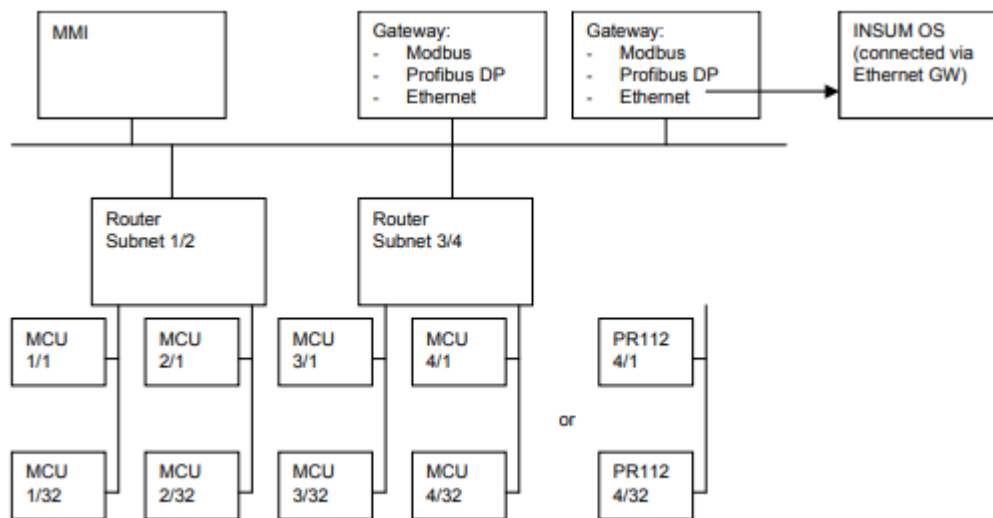 MMI
Gateway:
- Modbus
- Profibus DP
- Ethernet
Gateway:
- Modbus
- Profibus DP
- Ethernet
INSUM OS
(connected via
Ethernet GW)
Router
Subnet 1/2
Router
Subnet 3/4
MCU
1/1
MCU
2/1
MCU
3/1
MCU
4/1
PR112
4/1
or
MCU
1/32
MCU
2/32
MCU
3/32
MCU
4/32
PR112
4/32